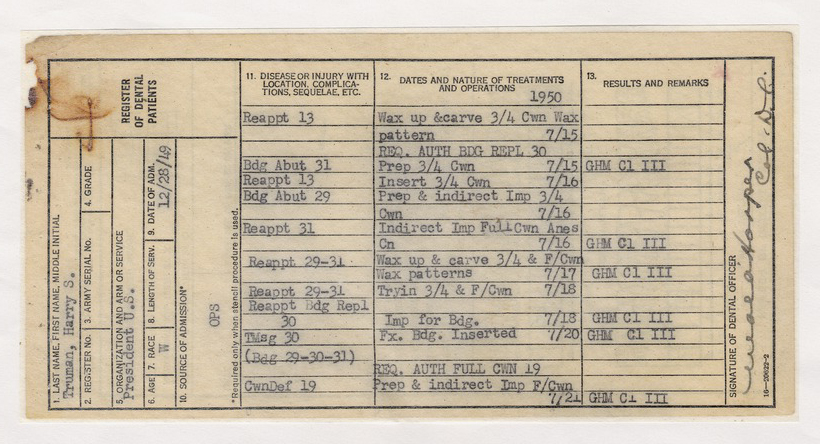 REGISTER
OF DENTAL
PATIENTS
1. LAST NAME, FIRST NAME, MIDDLE INITIAL
Truman, Harry S.
2. REGISTER No. 3. ARMY SERIAL No. 4. GRADE
5. ORGANIZATION AND ARM OR SERVICE
President U.S.
6. AGE 7. RACE 8. LENGTH OF SERV. 9. DATE OF ADM.
W 12/28/49
10. SOURCE OF ADMISSION*
OPS
*Required only when stencil procedure is used.
11. DISEASE OR INJURY WITH
LOCATION, COMPLICA-
TIONS, SEQUELAE, ETC.
12. DATES AND NATURE OF TREATMENTS
AND OPERATIONS
13. RESULTS AND REMARKS
1950
Reappt 13 Wax up &carve 3/4 Cwn Wax
pattern 7/15
REQ. AUTH BDG REPL 30
Bdg Abut 31 Prep 3/4 Cwn 7/15 GHM Cl III
Reappt 13 Insert 3/4 Cwn 7/16
Bdg Abut 29 Prep & indirect Imp 3/4
Cwn 7/16
Reappt 31 Indirect Imp FullCwn Anes
Cn 7/16 GHM Cl III
Reappt 29-31 Wax up & carve 3/4 & F/Cwn
Wax patterns 7/17 GHM Cl III
Reappt 29-31 Tryin 3/4 & F/Cwn 7/18
Reappt Bdg Repl
30 Imp for Bdg. 7/18 GHM Cl III
TMsg 30 Fx. Bdg. Inserted 7/20 GHM Cl III
(Bdg 29-30-31)
REQ. AUTH FULL CWN 19
CwnDef 19 Prep & indirect Imp F/Cwn
7/21 GHM Cl III
SIGNATURE OF DENTAL OFFICER
Col. D.C.
16-20622-2